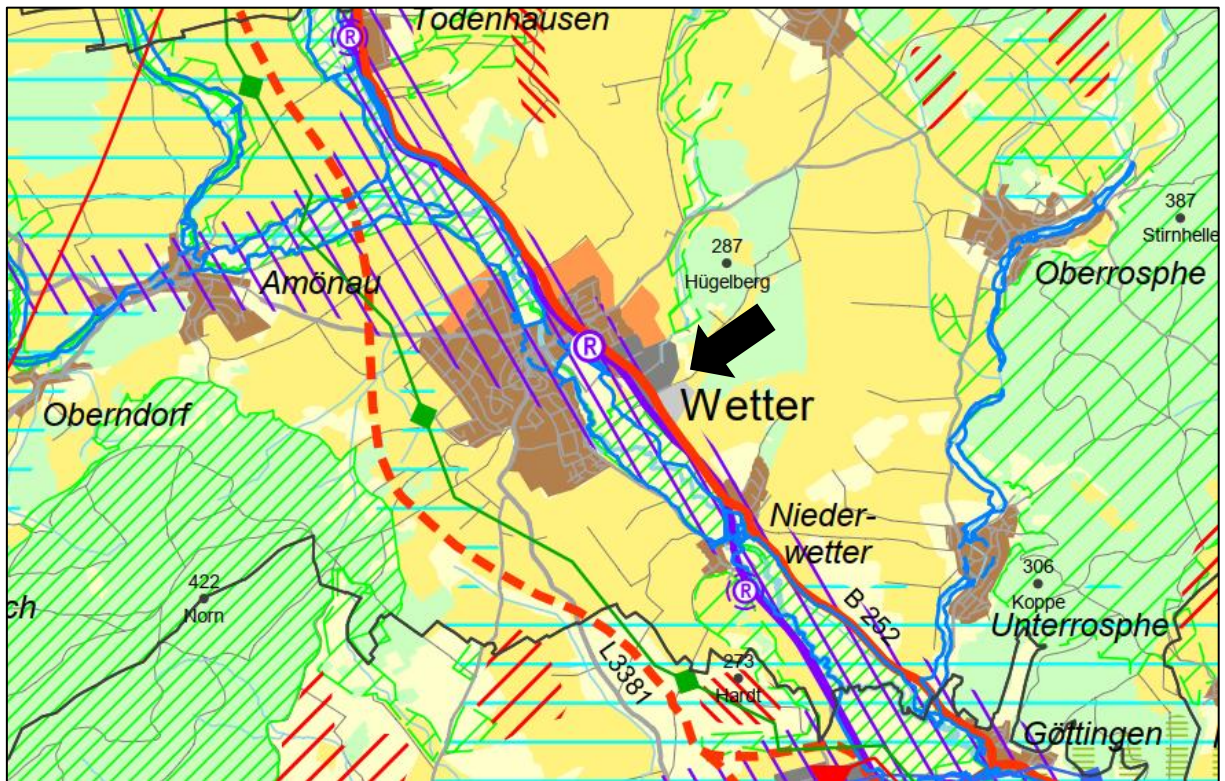 Todenhausen
R
387
Stirnhelle
287
Hügelberg
Oberrosphe
Amönau
R
Wetter
Oberndorf
Nieder-
wetter
422
Norn
ch
R
306
Koppe
B 252
Unterrosphe
L3381
273
Hardt
Göttingen